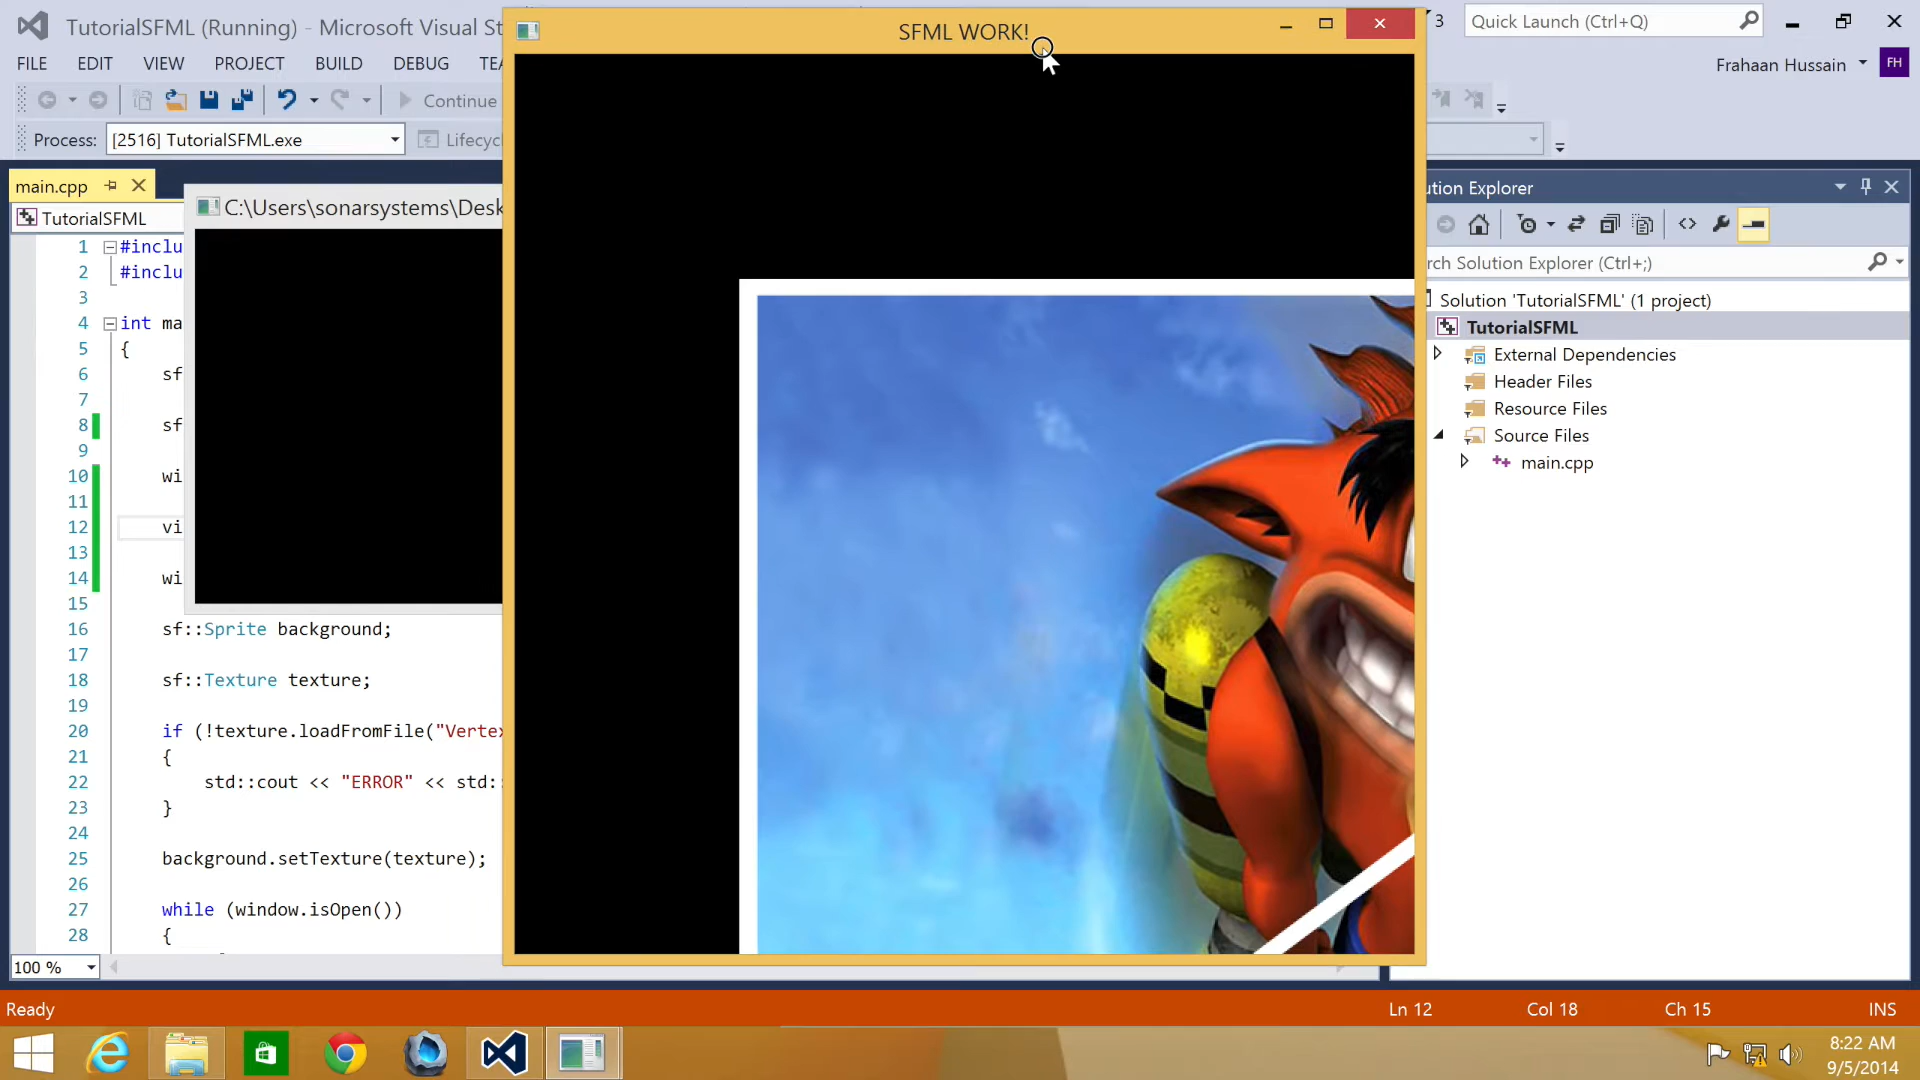 TutorialSFML (Running) - Microsoft Visual St
SFML WORK!
3
Quick Launch (Ctrl+Q)
FILE EDIT VIEW PROJECT BUILD DEBUG TEA
Frahaan Hussain
FH
Continue
Process: [2516] TutorialSFML.exe
Lifecyc
main.cpp
TutorialSFML
C:\Users\sonarsystems\Desk
ution Explorer
rch Solution Explorer (Ctrl+;)
Solution 'TutorialSFML' (1 project)
TutorialSFML
External Dependencies
Header Files
Resource Files
Source Files
main.cpp
1 #inclu
2 #inclu
3
4 int ma
5 {
6 sf
7
8 sf
9
10 wi
11
12 vi
13
14 wi
15
16 sf::Sprite background;
17
18 sf::Texture texture;
19
20 if (!texture.loadFromFile("Vertex
21 {
22 std::cout << "ERROR" << std::
23 }
24
25 background.setTexture(texture);
26
27 while (window.isOpen())
28 {
100 %
Ready
Ln 12
Col 18
Ch 15
INS
8:22 AM
9/5/2014